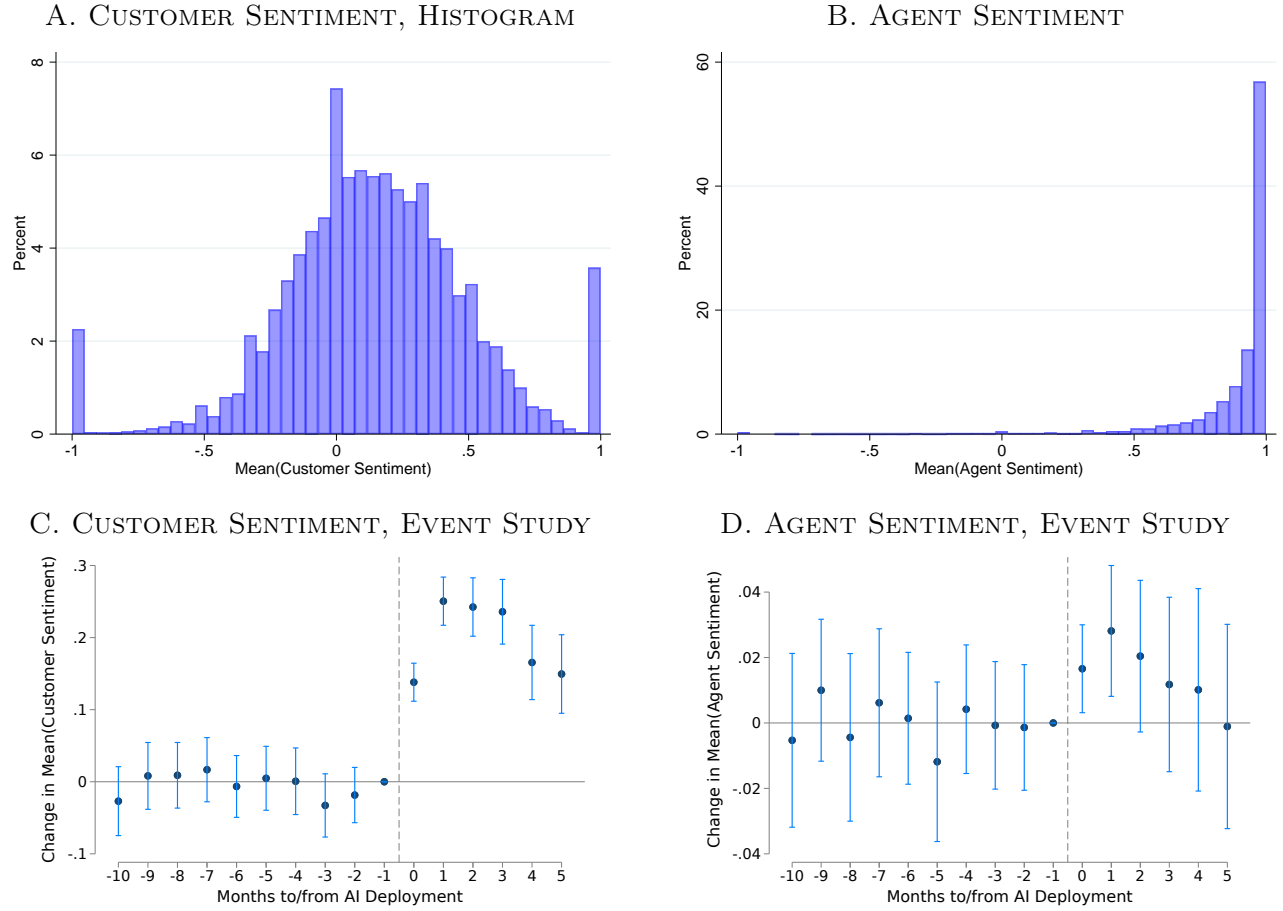 A. Customer Sentiment, Histogram
8
6
4
2
0
Percent
-1 -.5 0 .5 1
Mean(Customer Sentiment)
B. Agent Sentiment
60
40
20
0
Percent
-1 -.5 0 .5 1
Mean(Agent Sentiment)
C. Customer Sentiment, Event Study
.3
.2
.1
0
-.1
Change in Mean(Customer Sentiment)
-10 -9 -8 -7 -6 -5 -4 -3 -2 -1 0 1 2 3 4 5
Months to/from AI Deployment
D. Agent Sentiment, Event Study
.04
.02
0
-.02
-.04
Change in Mean(Agent Sentiment)
-10 -9 -8 -7 -6 -5 -4 -3 -2 -1 0 1 2 3 4 5
Months to/from AI Deployment